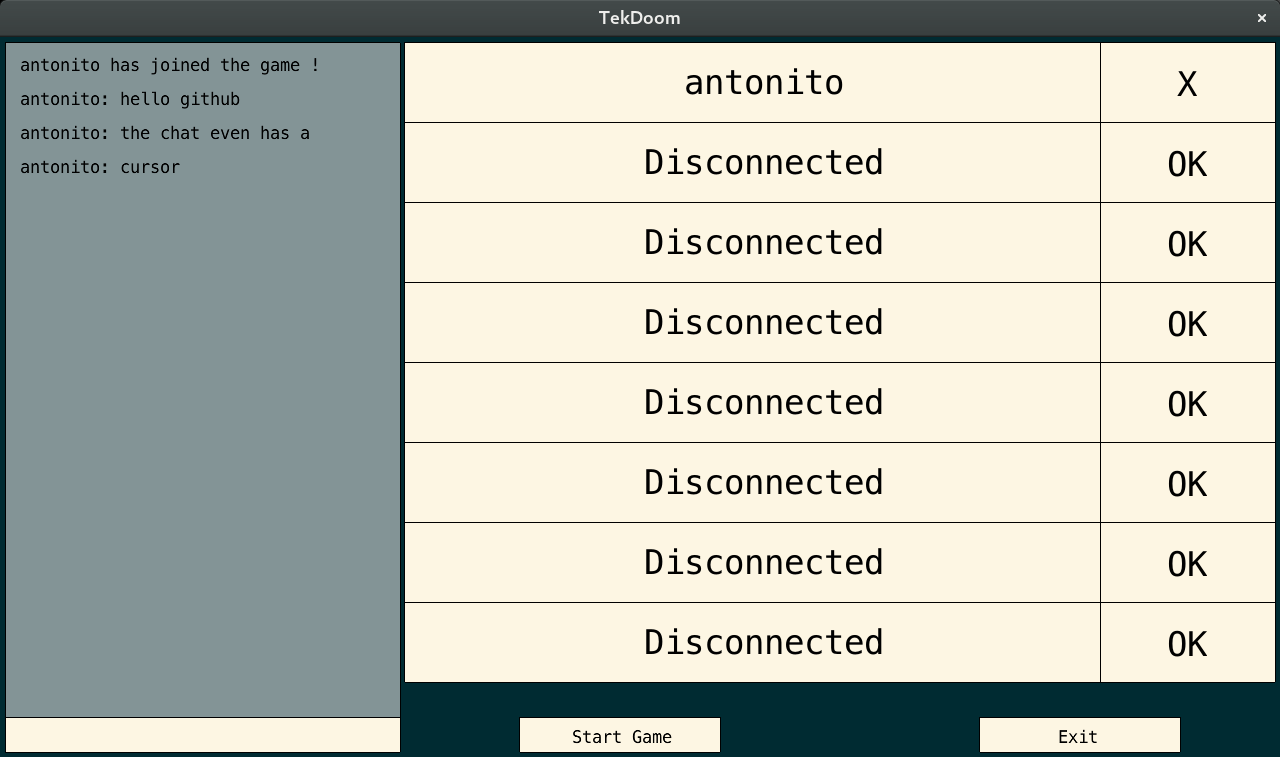 TekDoom
×
antonito has joined the game !
antonito: hello github
antonito: the chat even has a
antonito: cursor
antonito X
Disconnected OK
Disconnected OK
Disconnected OK
Disconnected OK
Disconnected OK
Disconnected OK
Disconnected OK
Start Game
Exit